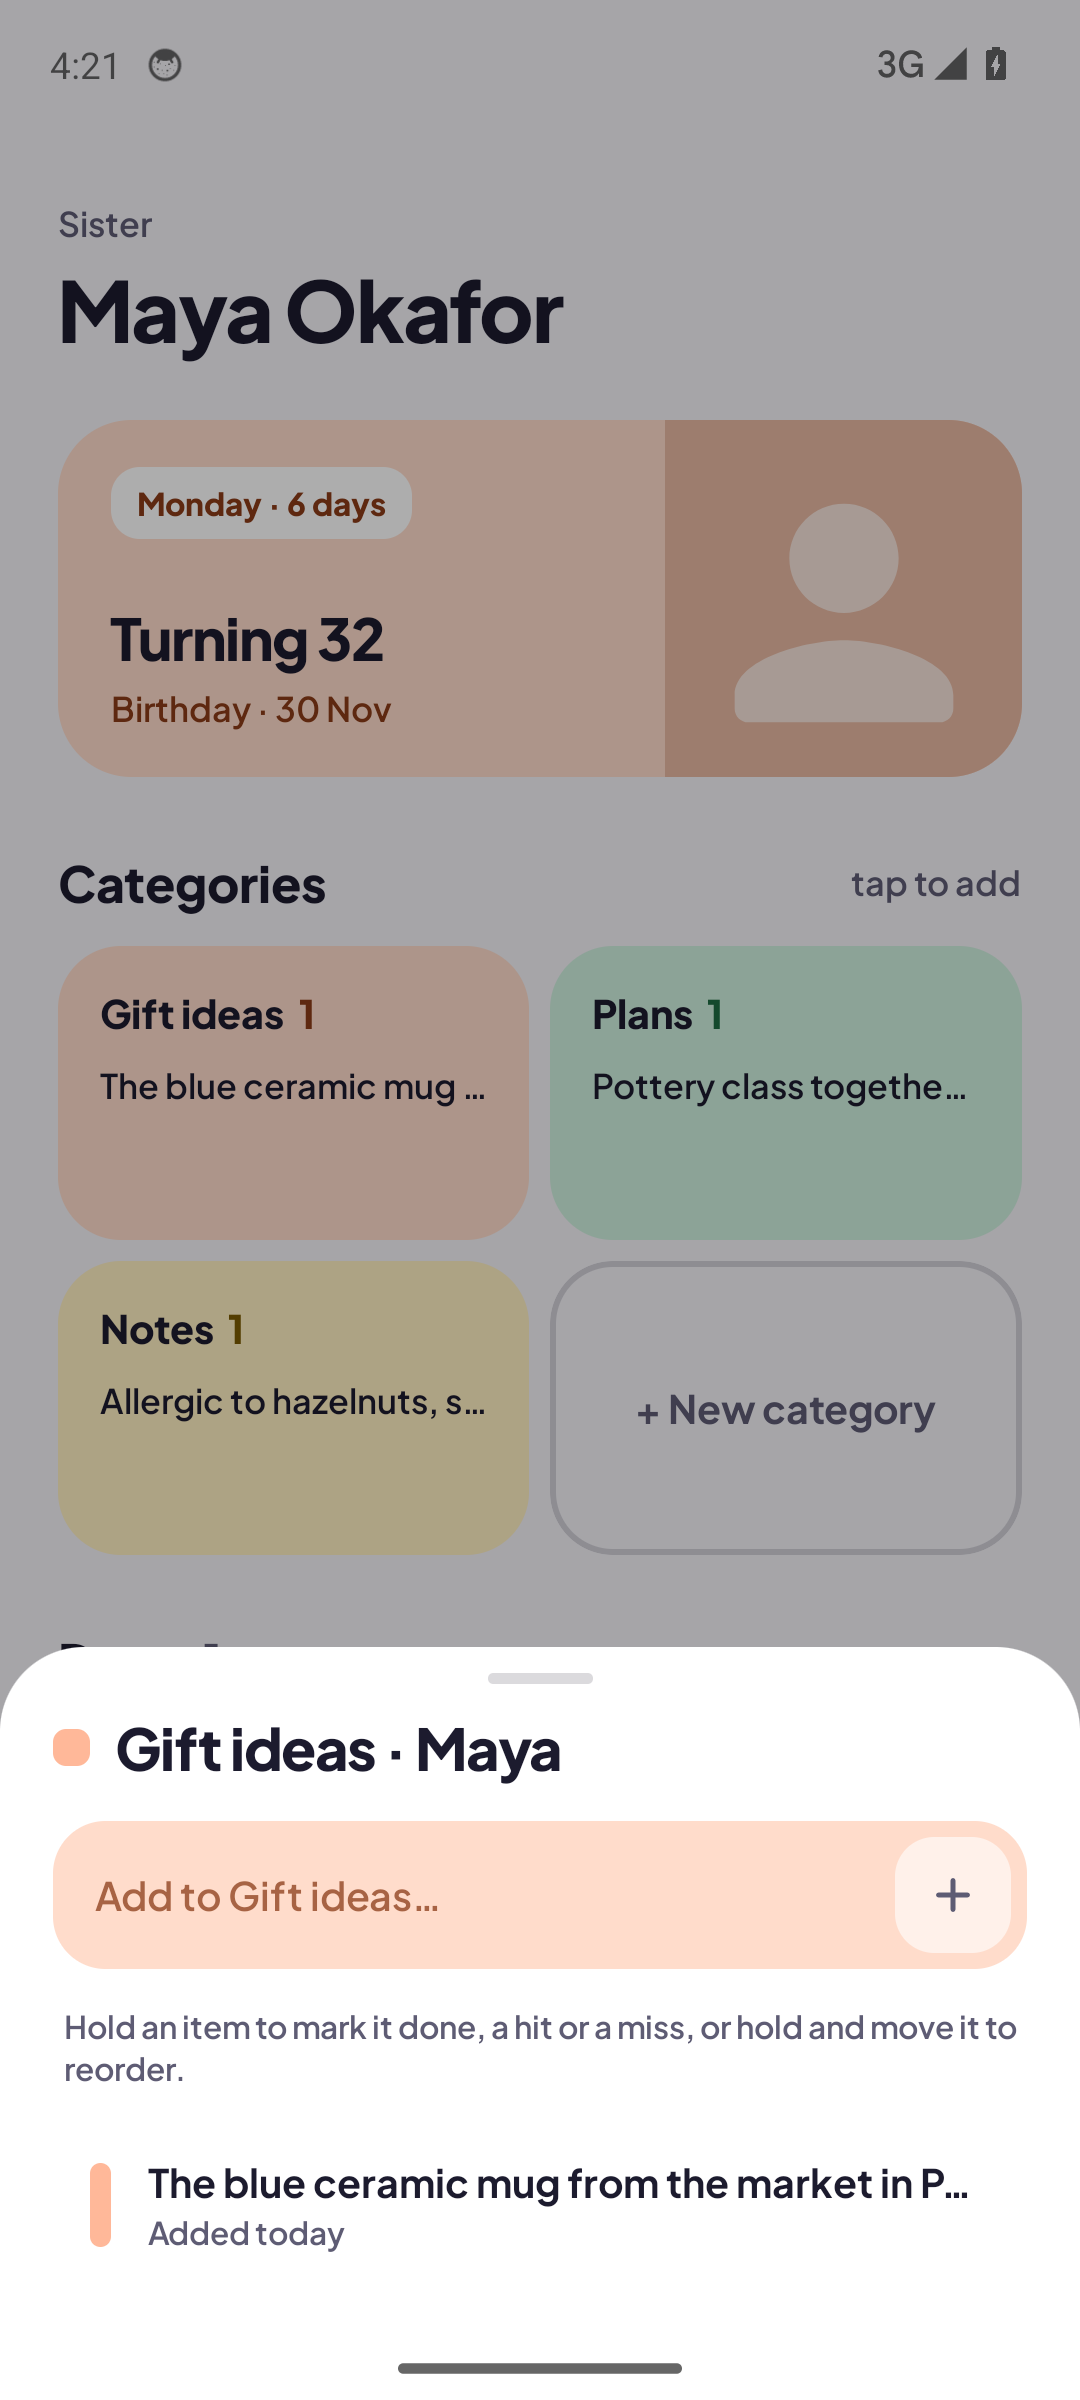 4:21
3G
Sister
Maya Okafor
Monday · 6 days
Turning 32
Birthday · 30 Nov
Categories
tap to add
Gift ideas 1
The blue ceramic mug ...
Plans 1
Pottery class togethe...
Notes 1
Allergic to hazelnuts, s...
+ New category
Gift ideas · Maya
Add to Gift ideas...
Hold an item to mark it done, a hit or a miss, or hold and move it to
reorder.
The blue ceramic mug from the market in P...
Added today